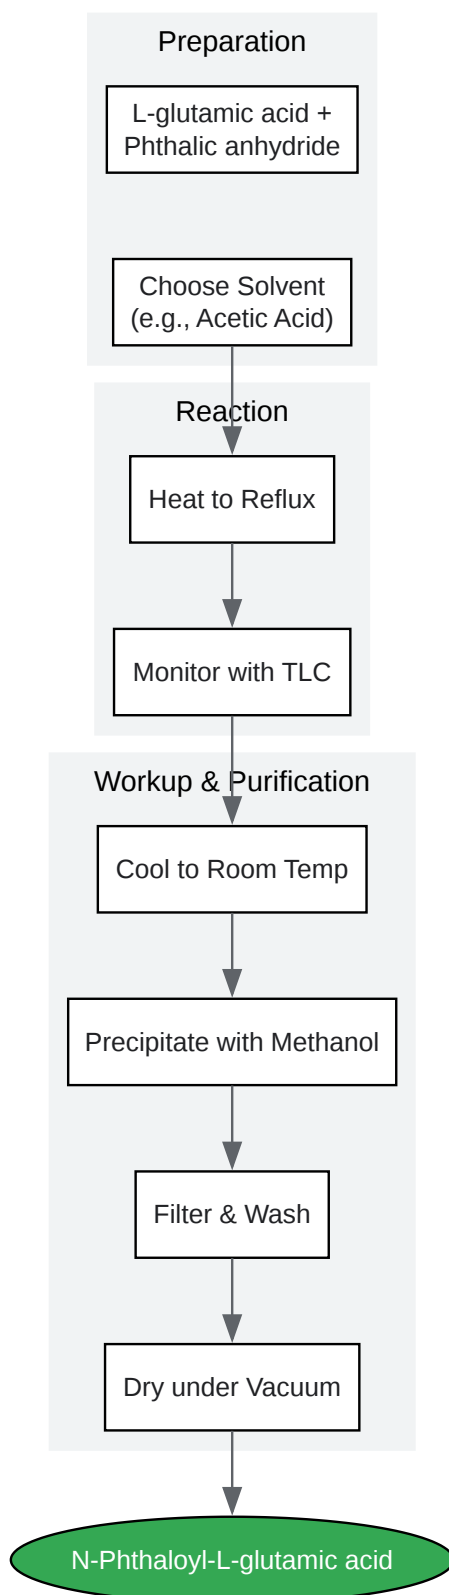 Preparation
L-glutamic acid +
Phthalic anhydride
Choose Solvent
(e.g., Acetic Acid)
Reaction
Heat to Reflux
Monitor with TLC
Workup & Purification
Cool to Room Temp
Precipitate with Methanol
Filter & Wash
Dry under Vacuum
N-Phthaloyl-L-glutamic acid